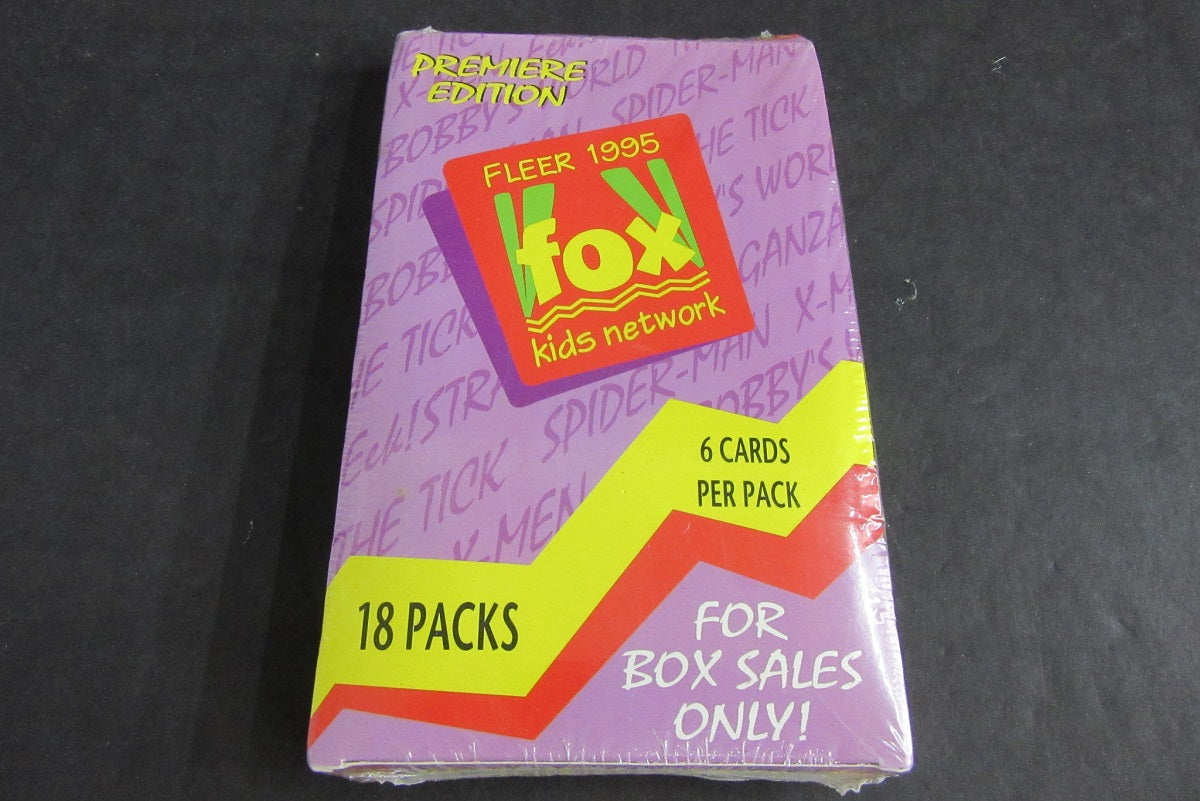 PREMIERE
EDITION
FLEER 1995
fox
kids network
BOBBY'S WORLD
SPIDER-MAN
THE TICK
SPIDER-MAN
BOBBY'S
THE TICK
X-MEN
6 CARDS
PER PACK
18 PACKS
FOR
BOX SALES
ONLY!